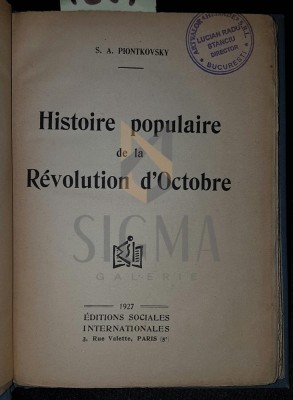 S. A. PIONTKOVSKY
LUCIAN RADU
STANCIU
DIRECTOR
BUCUREȘTI
Histoire populaire
de la
Révolution d'Octobre
SIGMA
GALERIE
1927
ÉDITIONS SOCIALES
INTERNATIONALES
3, Rue Valette, PARIS (5ᵉ)